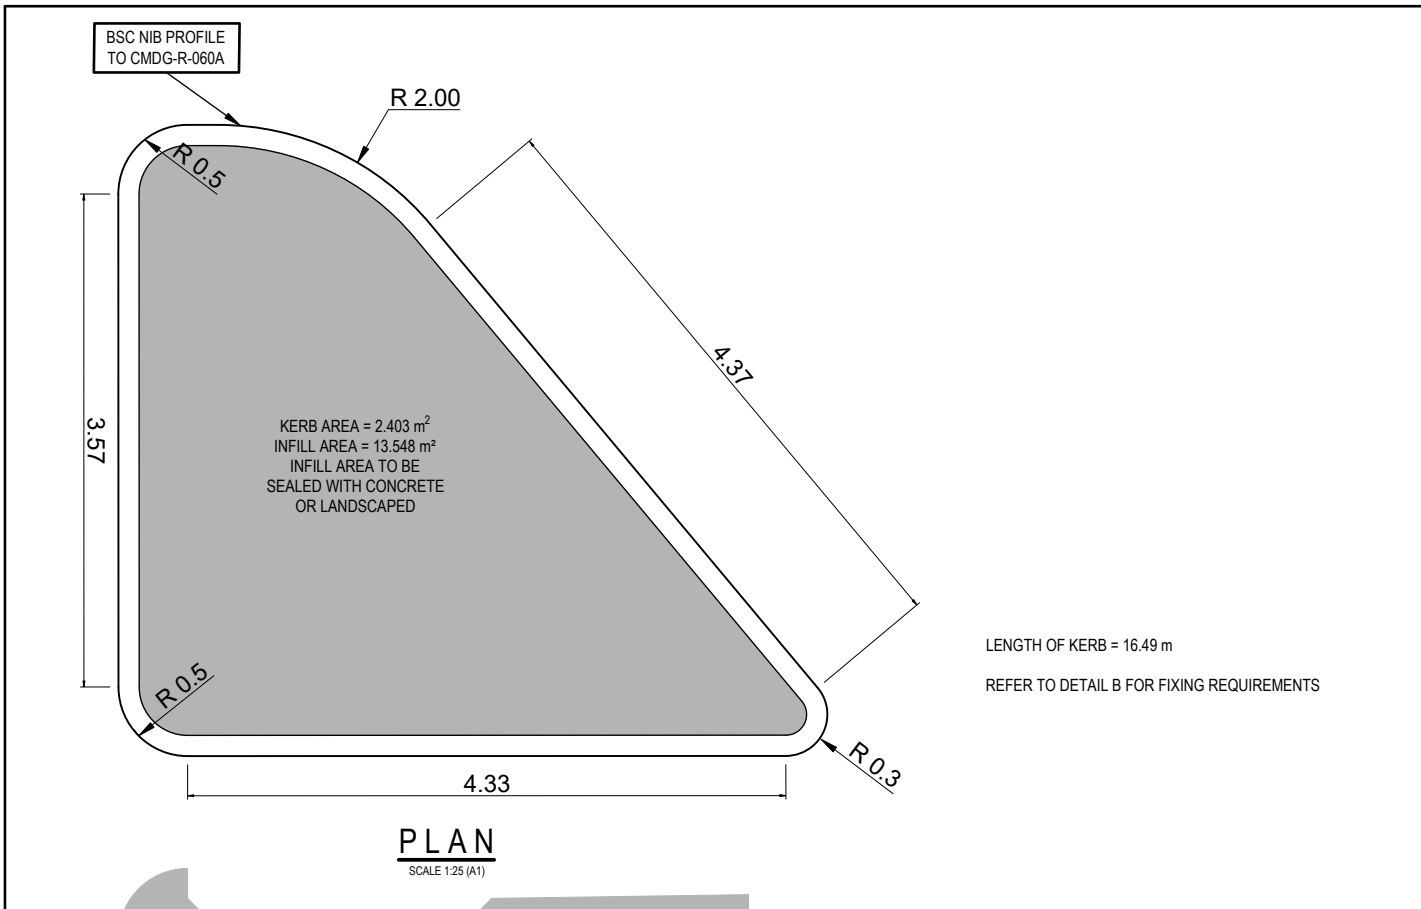 BSC NIB PROFILE
TO CMDG-R-060A
R 2.00
R 0.5
4.37
3.57
KERB AREA = 2.403 m²
INFILL AREA = 13.548 m²
INFILL AREA TO BE
SEALED WITH CONCRETE
OR LANDSCAPED
LENGTH OF KERB = 16.49 m
REFER TO DETAIL B FOR FIXING REQUIREMENTS
R 0.5
R 0.3
4.33
PLAN
SCALE 1:25 (A1)